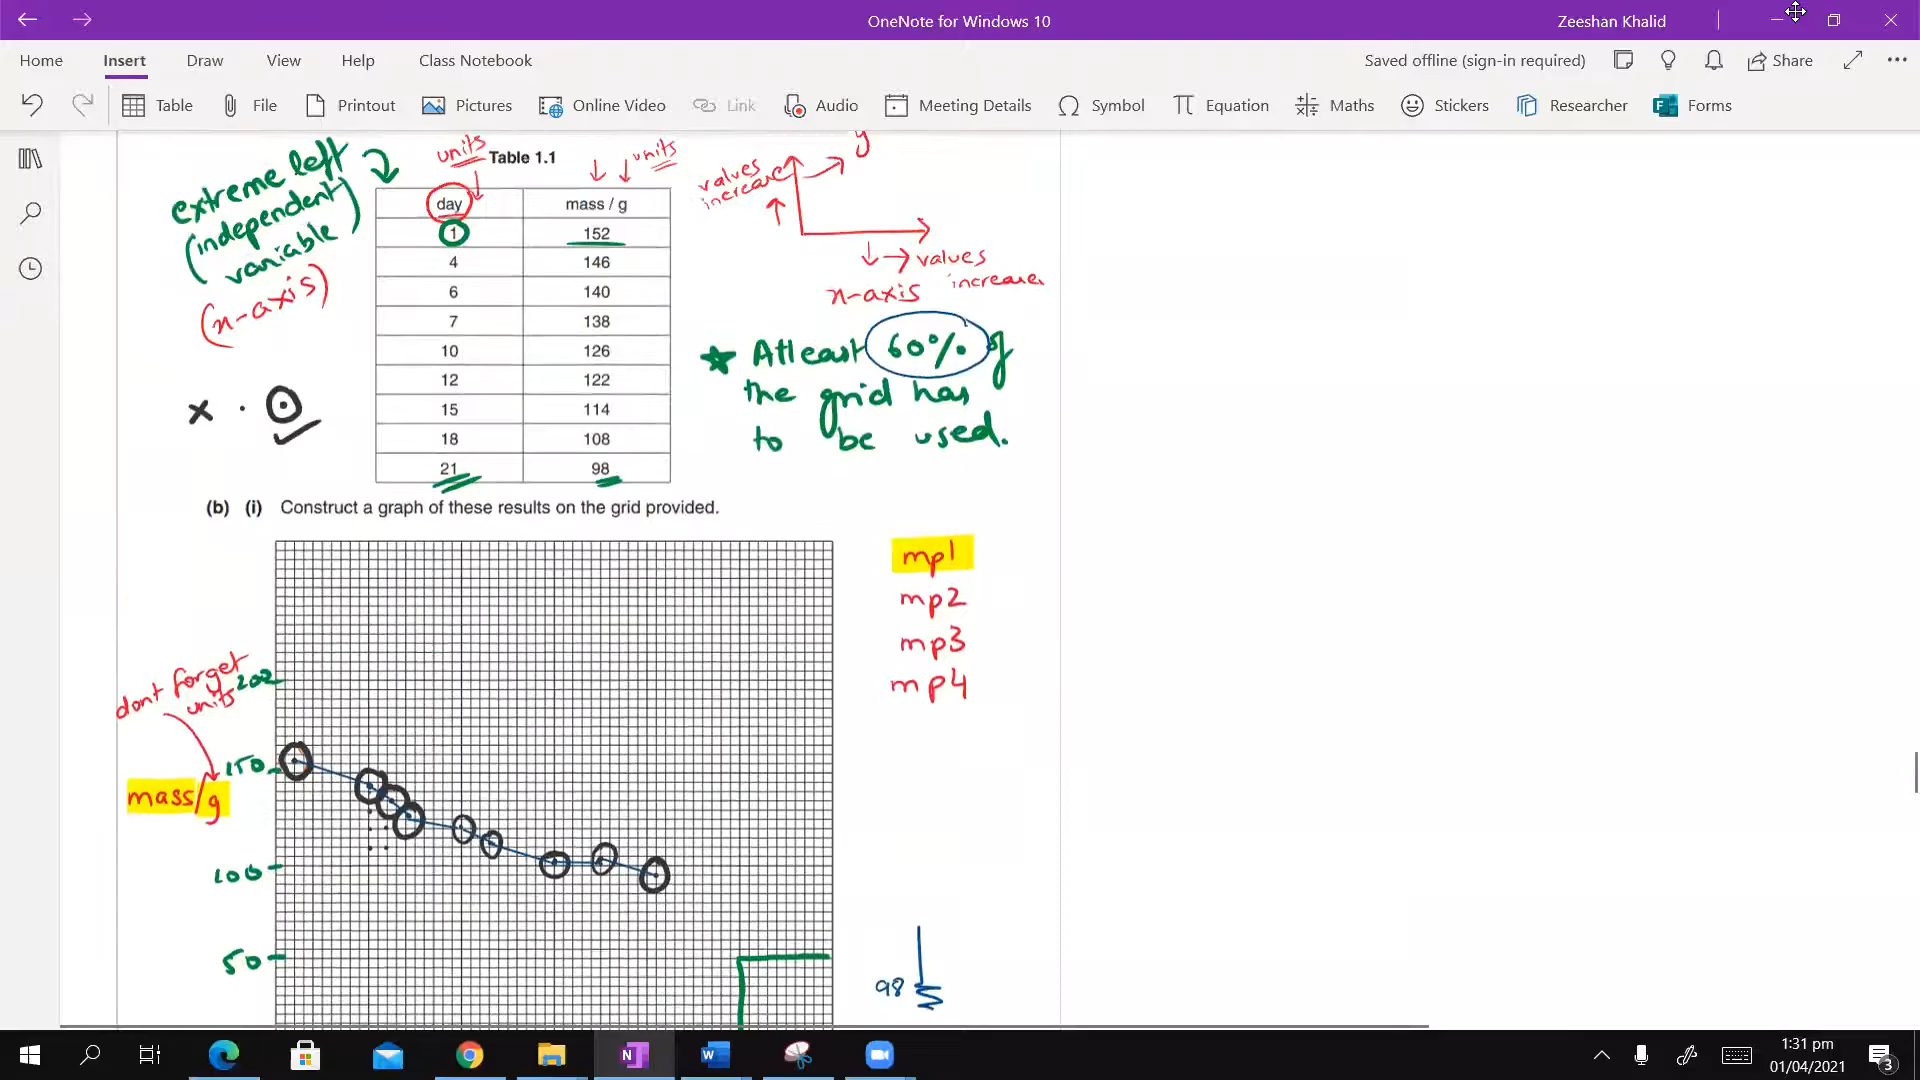 OneNote for Windows 10
Zeeshan Khalid
Home Insert Draw View Help Class Notebook
Saved offline (sign-in required) Share
Table File Printout Pictures Online Video Link Audio Meeting Details Symbol Equation Maths Stickers Researcher Forms
extreme left
(independent
variable)
(x-axis)
units
Table 1.1
units
day mass / g
1 152
4 146
6 140
7 138
10 126
12 122
15 114
18 108
21 98
y
values
increase
values
increases
x-axis
Atleast 60% of
the grid has
to be used.
x
(b) (i) Construct a graph of these results on the grid provided.
mp1
mp2
mp3
mp4
dont forget
units
202
150
mass/g
100
50
98
1:31 pm
01/04/2021
3